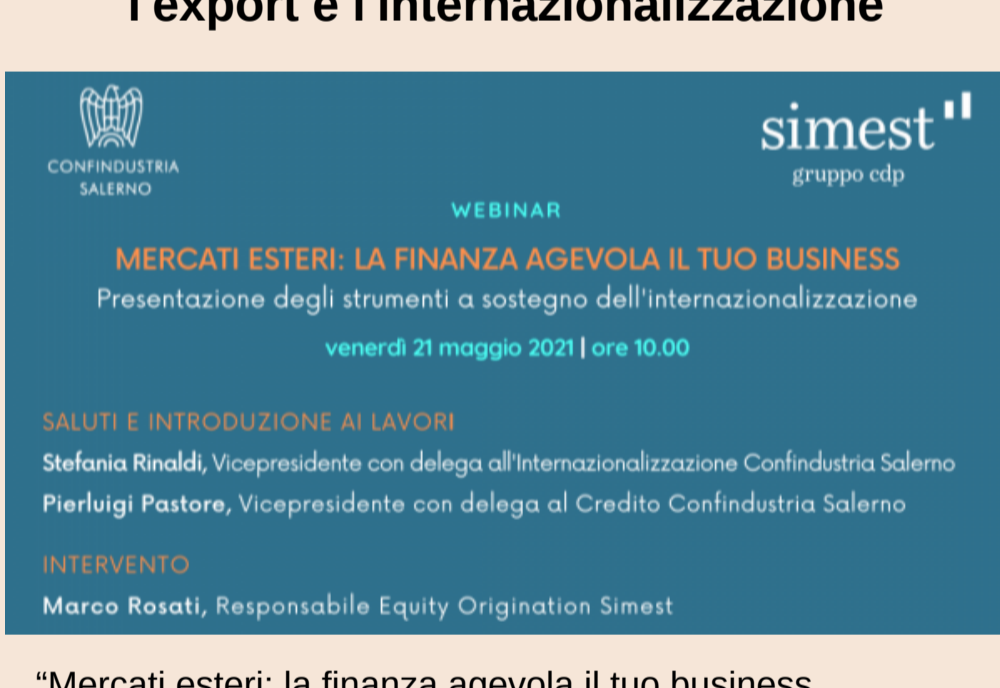 l'export e l'internazionalizzazione
CONFINDUSTRIA
SALERNO
simest
gruppo cdp
WEBINAR
MERCATI ESTERI: LA FINANZA AGEVOLA IL TUO BUSINESS
Presentazione degli strumenti a sostegno dell'internazionalizzazione
venerdì 21 maggio 2021 | ore 10.00
SALUTI E INTRODUZIONE AI LAVORI
Stefania Rinaldi, Vicepresidente con delega all'Internazionalizzazione Confindustria Salerno
Pierluigi Pastore, Vicepresidente con delega al Credito Confindustria Salerno
INTERVENTO
Marco Rosati, Responsabile Equity Origination Simest
“Mercati esteri: la finanza agevola il tuo business